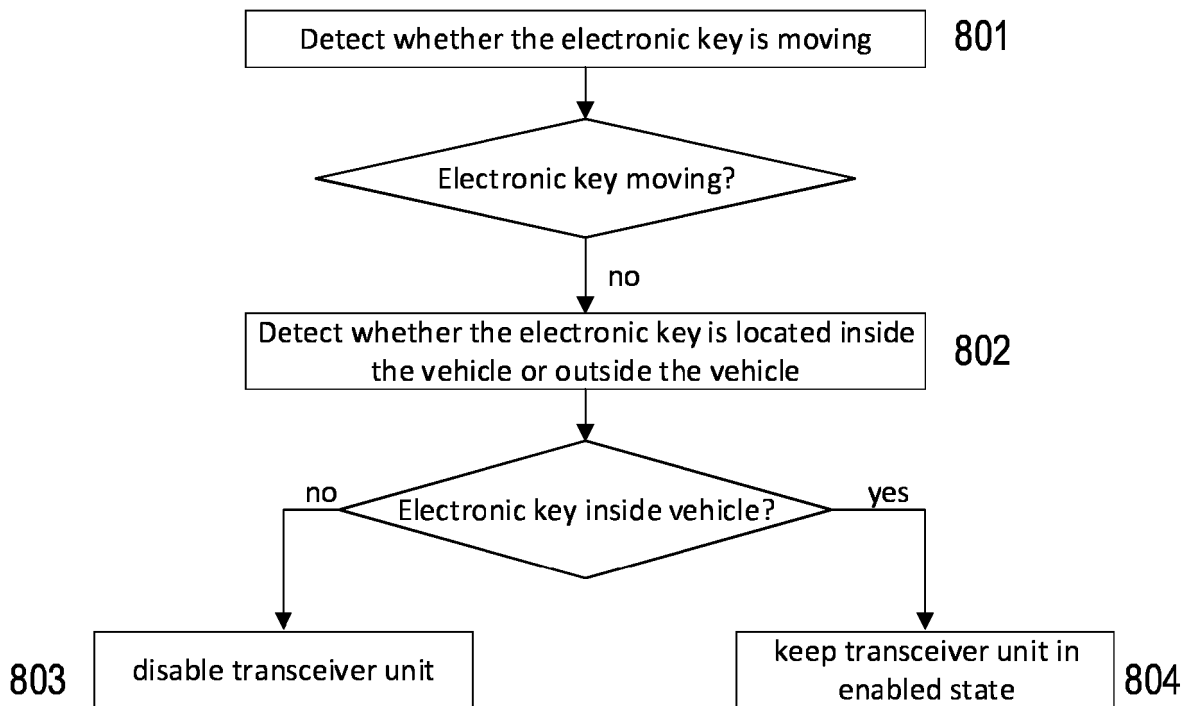 Detect whether the electronic key is moving
801
Electronic key moving?
no
Detect whether the electronic key is located inside
the vehicle or outside the vehicle
802
no
Electronic key inside vehicle?
yes
803
disable transceiver unit
keep transceiver unit in
enabled state
804